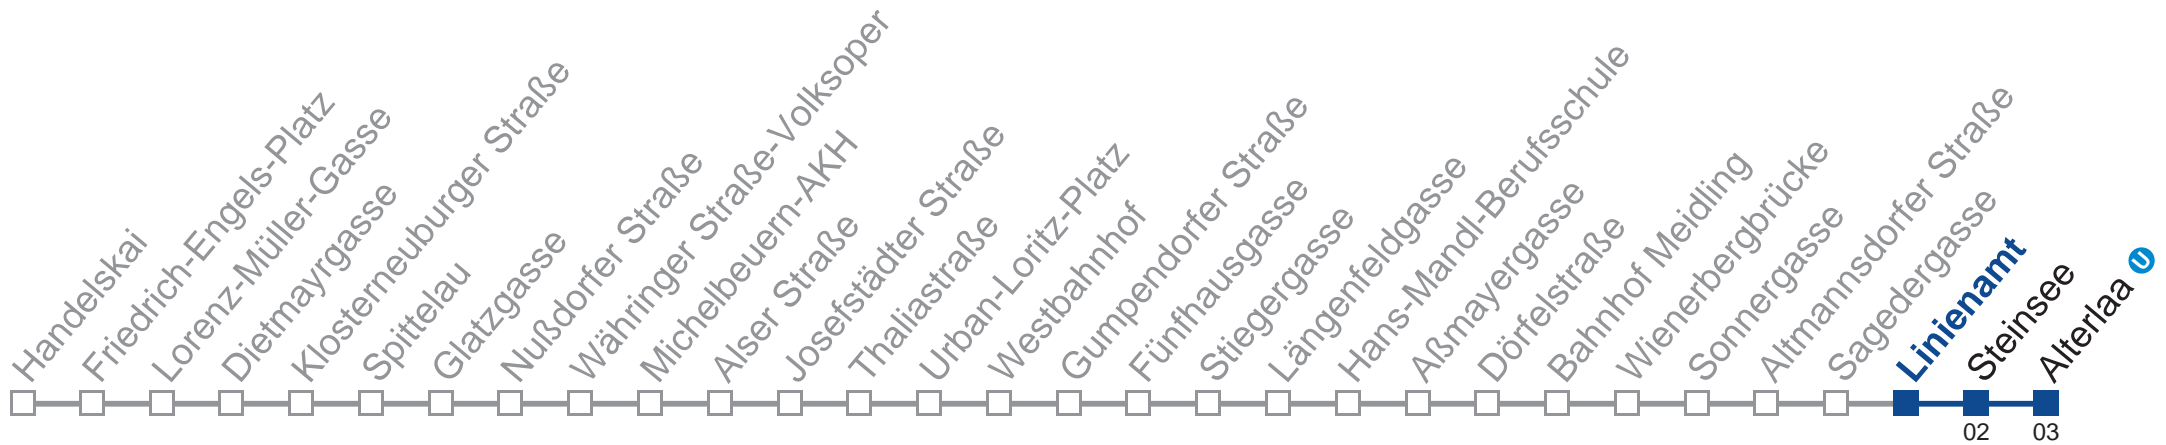 Handelskai
Friedrich-Engels-Platz
Lorenz-Müller-Gasse
Dietmayrgasse
Klosterneuburger Straße
Spittelau
Glatzgasse
Nußdorfer Straße
Währinger Straße-Volksoper
Michelbeuern-AKH
Alser Straße
Josefstädter Straße
Thaliastraße
Urban-Loritz-Platz
Westbahnhof
Gumpendorfer Straße
Fünfhausgasse
Stiegergasse
Längenfeldgasse
Hans-Mandl-Berufsschule
Aßmayergasse
Dörfelstraße
Bahnhof Meidling
Wienerbergbrücke
Sonnergasse
Altmannsdorfer Straße
Sagedergasse
Linienamt
Steinsee
Alterlaa U
02
03